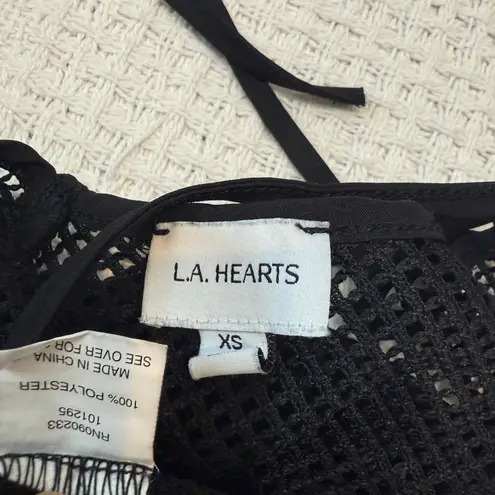 L.A. HEARTS
XS
RN090233
101295
100% POLYESTER
MADE IN CHINA
SEE OVER FOR